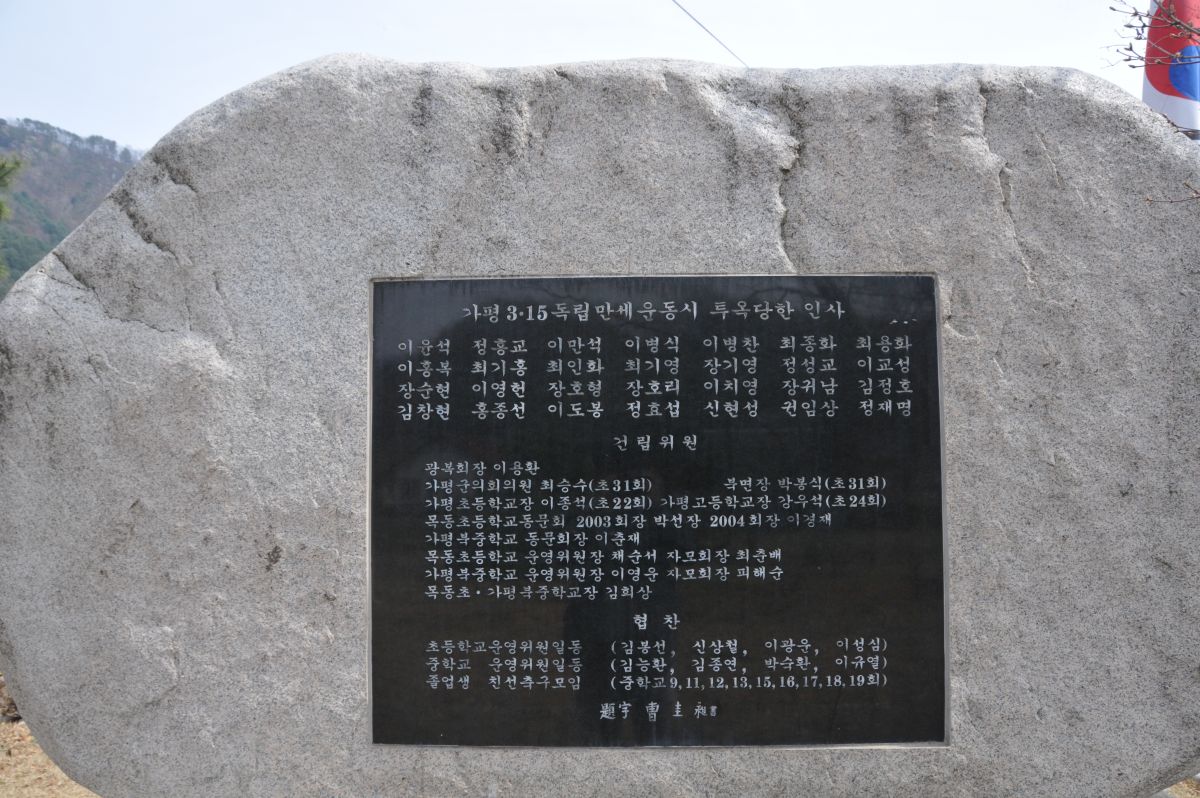 가평 3·15 독립만세운동시 투옥당한 인사
이윤석 정흥교 이만석 이병식 이병찬 최종화 최용화
이흥복 최기홍 최인화 최기영 장기영 정성교 이교성
장순현 이영헌 장호형 장호리 이치영 장귀남 김정호
김창현 홍종선 이도봉 정효섭 신현성 권임상 정재명
건립위원
광복회장 이용환
가평군의회의원 최승수(초31회) 북면장 박봉식(초31회)
가평초등학교장 이종석(초22회) 가평고등학교장 강우석(초24회)
목동초등학교동문회 2003회장 박선장 2004회장 이경재
가평북중학교 동문회장 이춘재
목동초등학교 운영위원장 채순서 자모회장 최춘배
가평북중학교 운영위원장 이영운 자모회장 피해순
목동초·가평북중학교장 김희상
협찬
초등학교운영위원일동 (김봉선, 신상철, 이광운, 이성심)
중학교 운영위원일동 (김능환, 김종연, 박수환, 이규열)
졸업생 친선축구모임 (중학교9,11,12,13,15,16,17,18,19회)
題字 曺圭